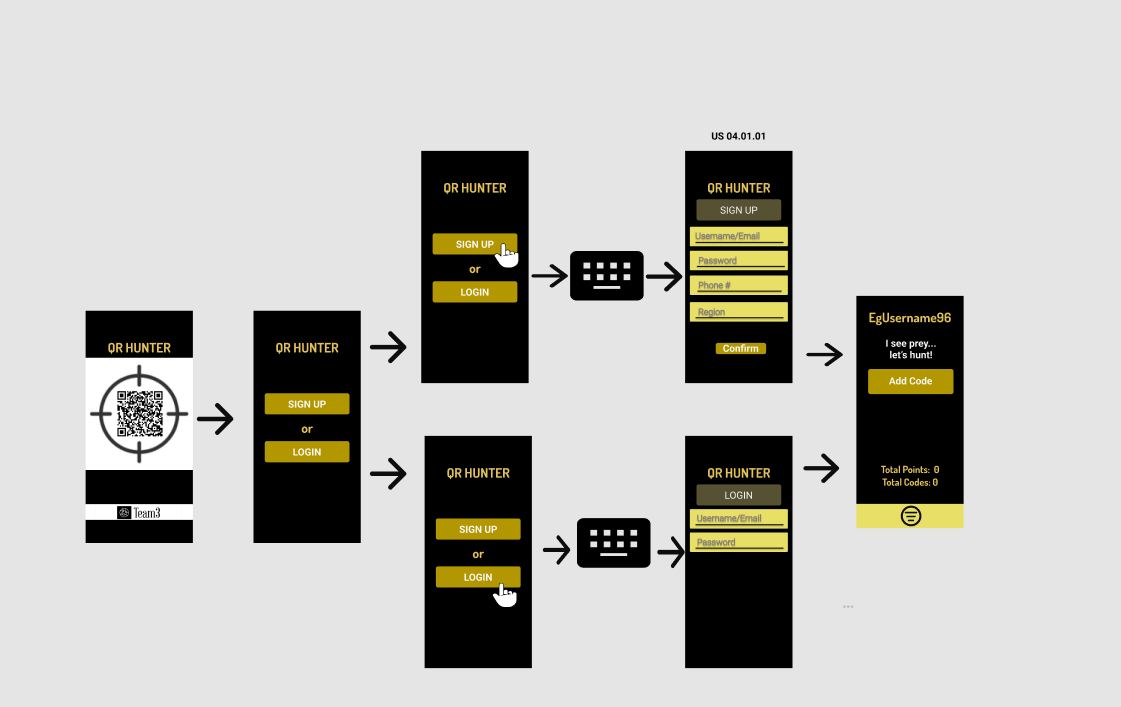 QR HUNTER
Team3
QR HUNTER
SIGN UP
or
LOGIN
QR HUNTER
SIGN UP
or
LOGIN
US 04.01.01
QR HUNTER
SIGN UP
Username/Email
Password
Phone #
Region
Confirm
QR HUNTER
SIGN UP
or
LOGIN
QR HUNTER
LOGIN
Username/Email
Password
EgUsername96
I see prey...
let's hunt!
Add Code
Total Points: 0
Total Codes: 0
...